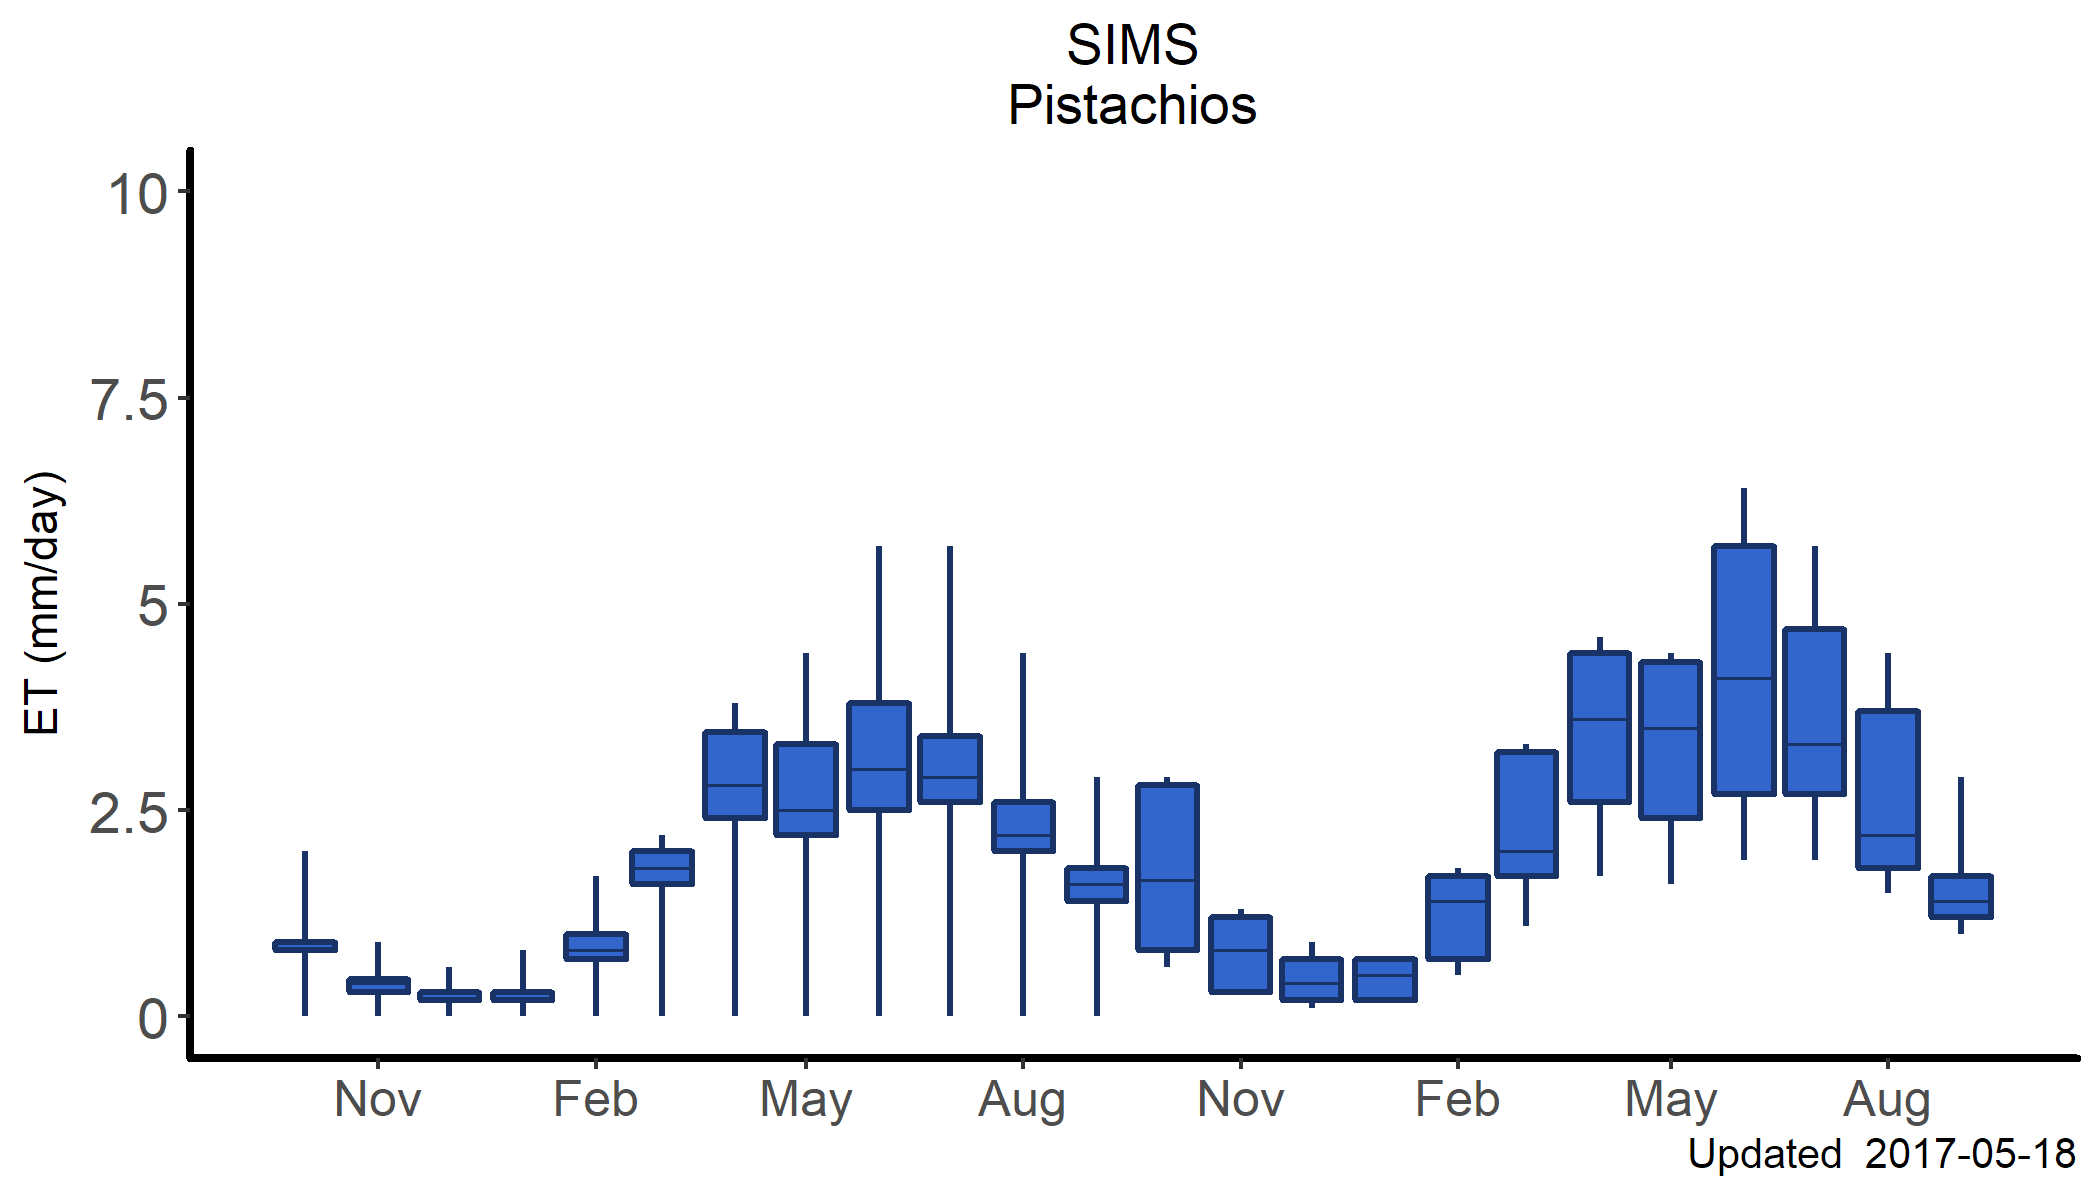 SIMS
Pistachios
ET (mm/day)
10
7.5
5
2.5
0
Nov Feb May Aug Nov Feb May Aug
Updated 2017-05-18